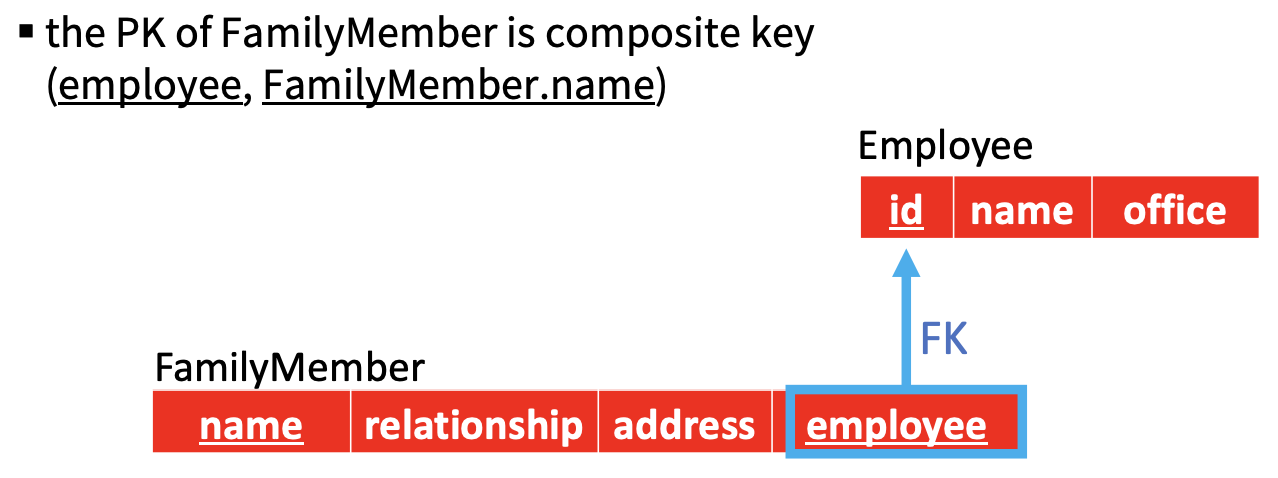 ▪ the PK of FamilyMember is composite key
(employee, FamilyMember.name)
Employee
id name office
FK
FamilyMember
name relationship address employee